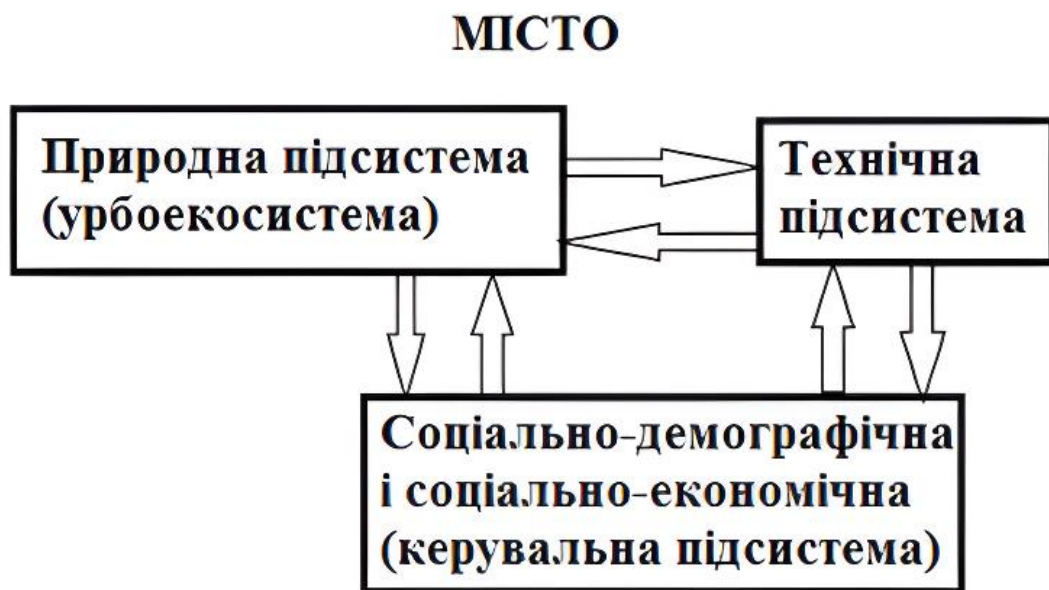 МІСТО
Природна підсистема
(урбоекосистема)
Технічна
підсистема
Соціально-демографічна
і соціально-економічна
(керувальна підсистема)